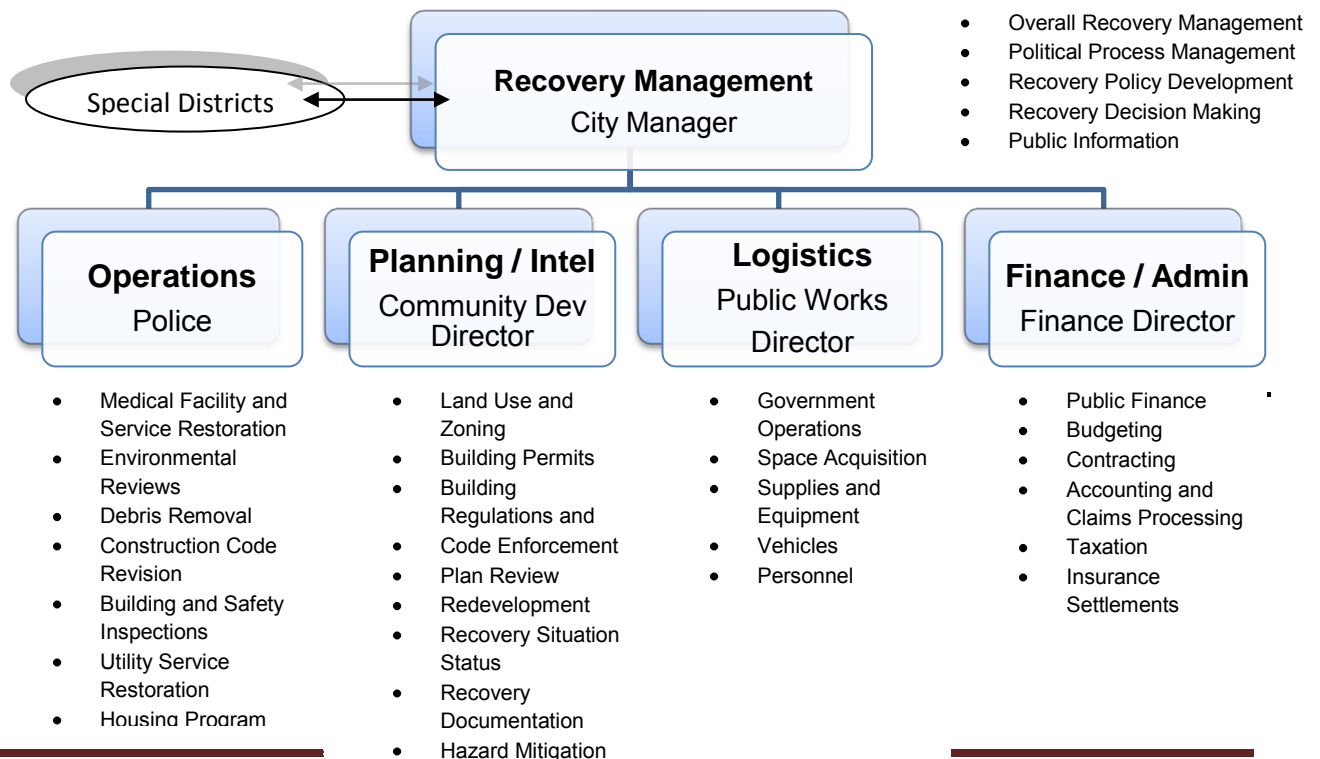 Special Districts
Recovery Management
City Manager
• Overall Recovery Management
• Political Process Management
• Recovery Policy Development
• Recovery Decision Making
• Public Information
Operations
Police
• Medical Facility and
Service Restoration
• Environmental
Reviews
• Debris Removal
• Construction Code
Revision
• Building and Safety
Inspections
• Utility Service
Restoration
• Housing Program
Planning / Intel
Community Dev
Director
• Land Use and
Zoning
• Building Permits
• Building
Regulations and
• Code Enforcement
• Plan Review
• Redevelopment
• Recovery Situation
Status
• Recovery
Documentation
• Hazard Mitigation
Logistics
Public Works
Director
• Government
Operations
• Space Acquisition
• Supplies and
Equipment
• Vehicles
• Personnel
Finance / Admin
Finance Director
• Public Finance
• Budgeting
• Contracting
• Accounting and
Claims Processing
• Taxation
• Insurance
Settlements